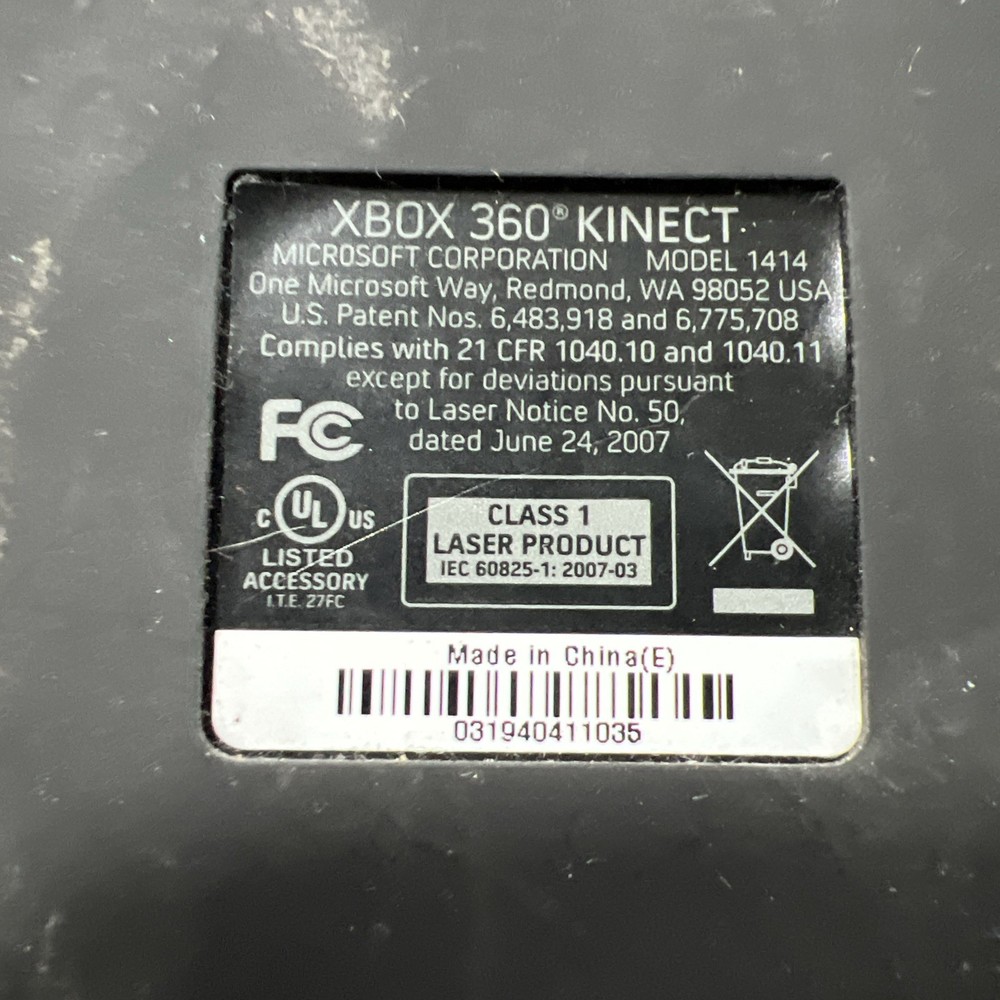 XBOX 360® KINECT
MICROSOFT CORPORATION MODEL 1414
One Microsoft Way, Redmond, WA 98052 USA
U.S. Patent Nos. 6,483,918 and 6,775,708
Complies with 21 CFR 1040.10 and 1040.11
except for deviations pursuant
to Laser Notice No. 50,
dated June 24, 2007
FC
C UL US
LISTED
ACCESSORY
I.T.E. 27FC
CLASS 1
LASER PRODUCT
IEC 60825-1: 2007-03
Made in China(E)
031940411035